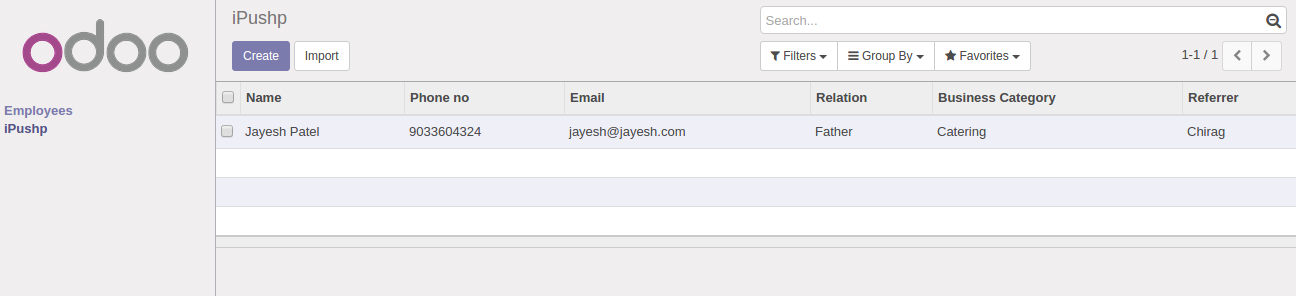 odoo
Employees
iPushp
iPushp
Search...
Create Import
Filters Group By Favorites 1-1 / 1
Name Phone no Email Relation Business Category Referrer
Jayesh Patel 9033604324 jayesh@jayesh.com Father Catering Chirag